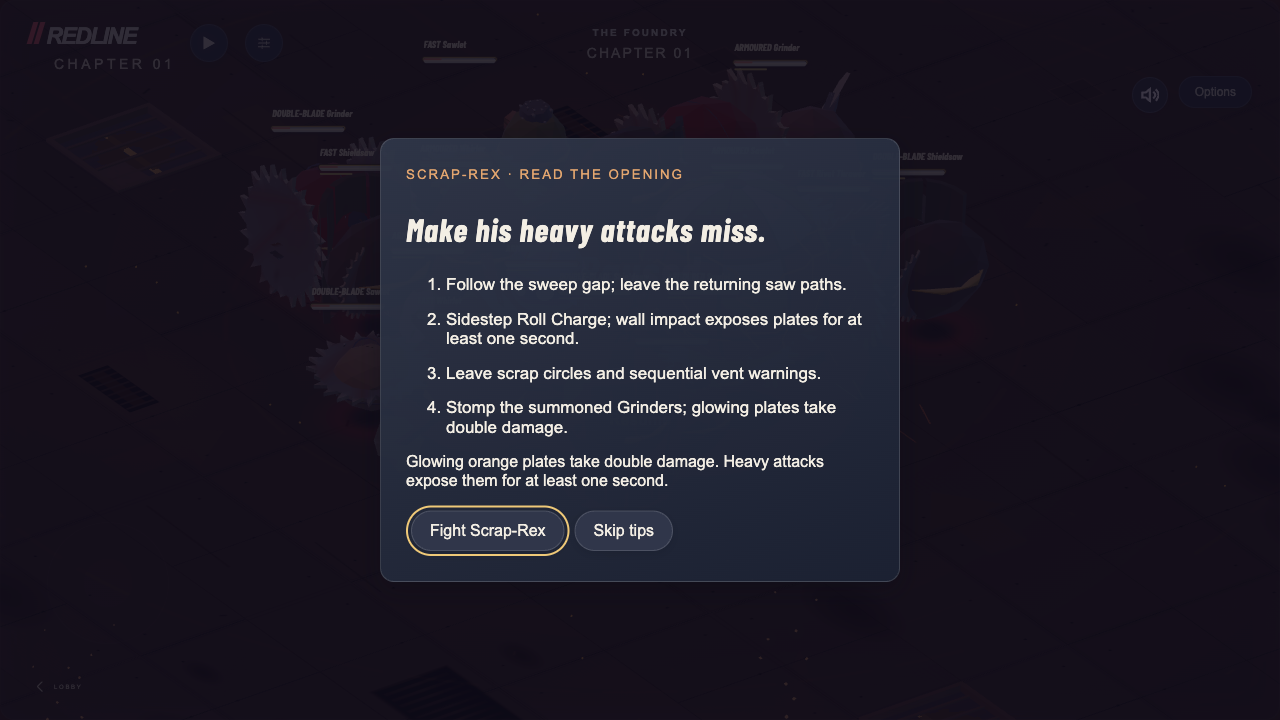 REDLINE
CHAPTER 01
THE FOUNDRY
CHAPTER 01
FAST Sawlet
ARMOURED Grinder
Options
DOUBLE-BLADE Grinder
FAST Shieldsaw
-BLADE Shieldsaw
DOUBLE-BLADE
SCRAP-REX · READ THE OPENING
Make his heavy attacks miss.
1. Follow the sweep gap; leave the returning saw paths.
2. Sidestep Roll Charge; wall impact exposes plates for at
least one second.
3. Leave scrap circles and sequential vent warnings.
4. Stomp the summoned Grinders; glowing plates take
double damage.
Glowing orange plates take double damage. Heavy attacks
expose them for at least one second.
Fight Scrap-Rex
Skip tips
LOBBY